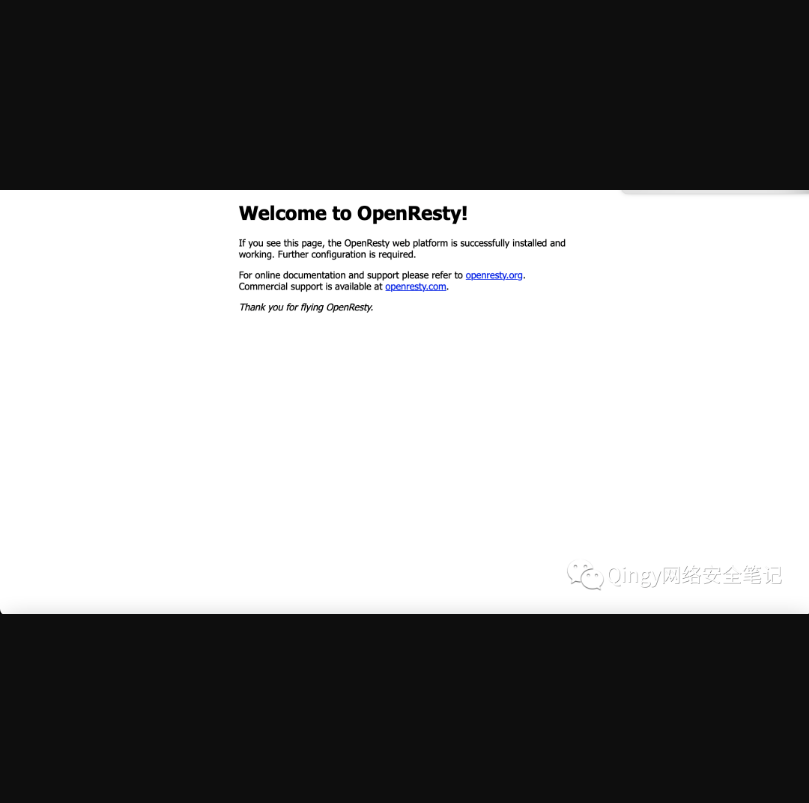 Welcome to OpenResty!
If you see this page, the OpenResty web platform is successfully installed and
working. Further configuration is required.
For online documentation and support please refer to openresty.org.
Commercial support is available at openresty.com.
Thank you for flying OpenResty.
Qingy网络安全笔记